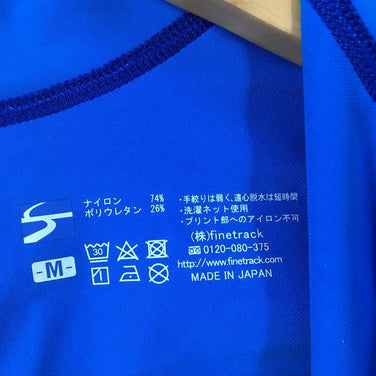 ナイロン 74%
ポリウレタン 26%
・手絞りは弱く、遠心脱水は短時間
・洗濯ネット使用
・プリント部へのアイロン不可
(株)finetrack
0120-080-375
http://www.finetrack.com
MADE IN JAPAN
-M-
30